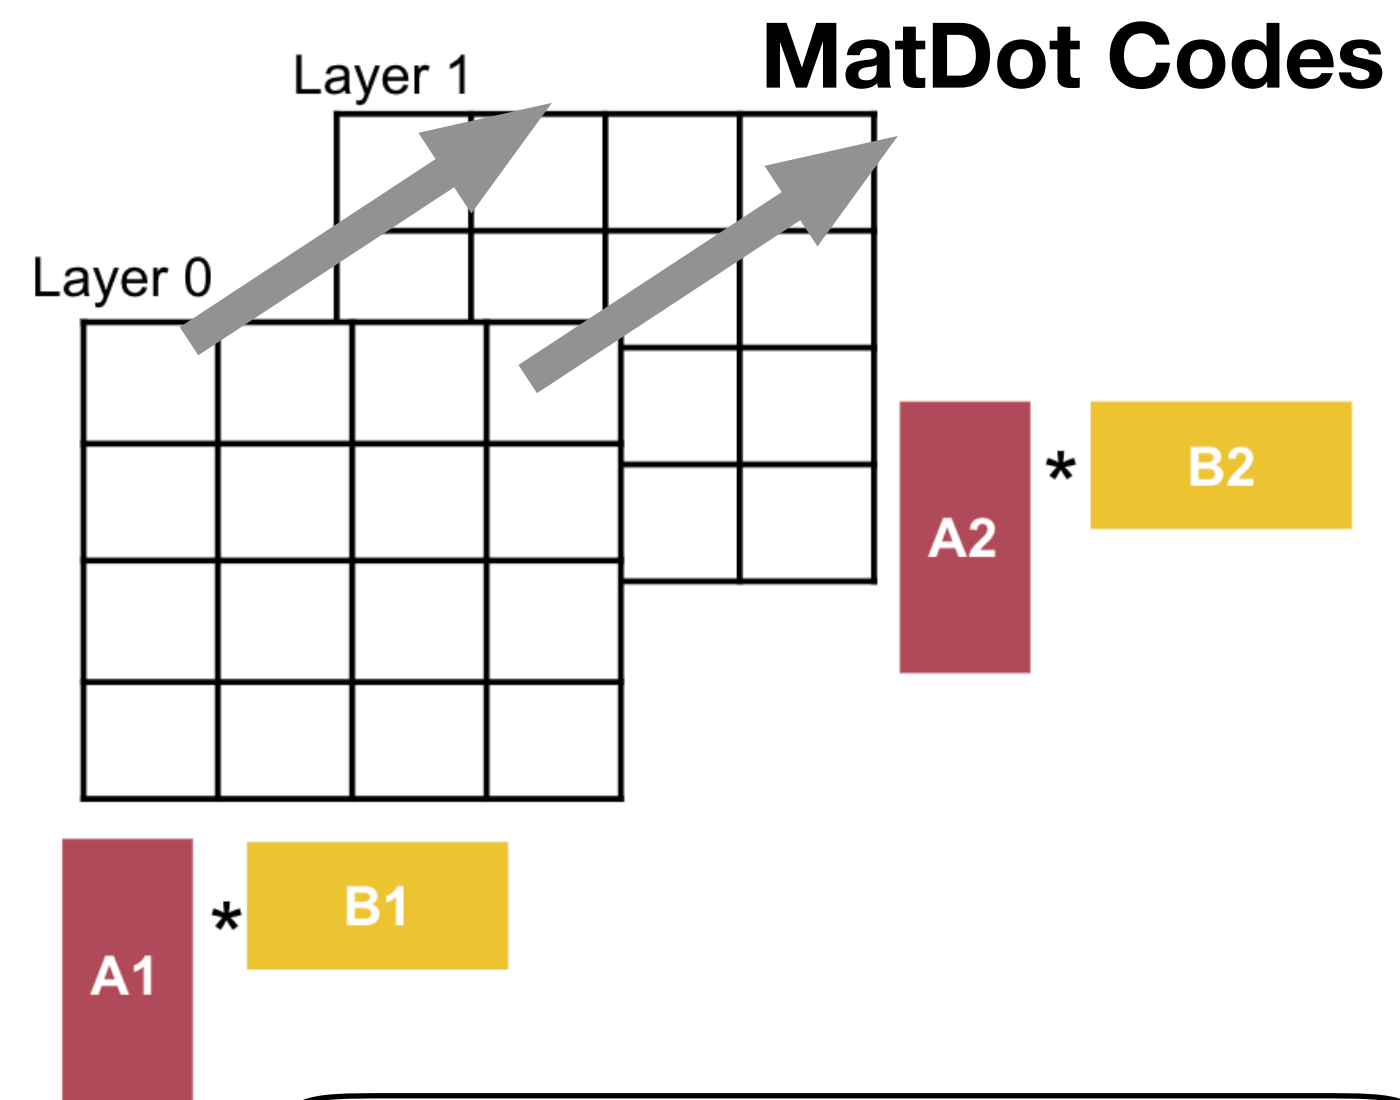 MatDot Codes
Layer 1
Layer 0
A2 * B2
A1 * B1